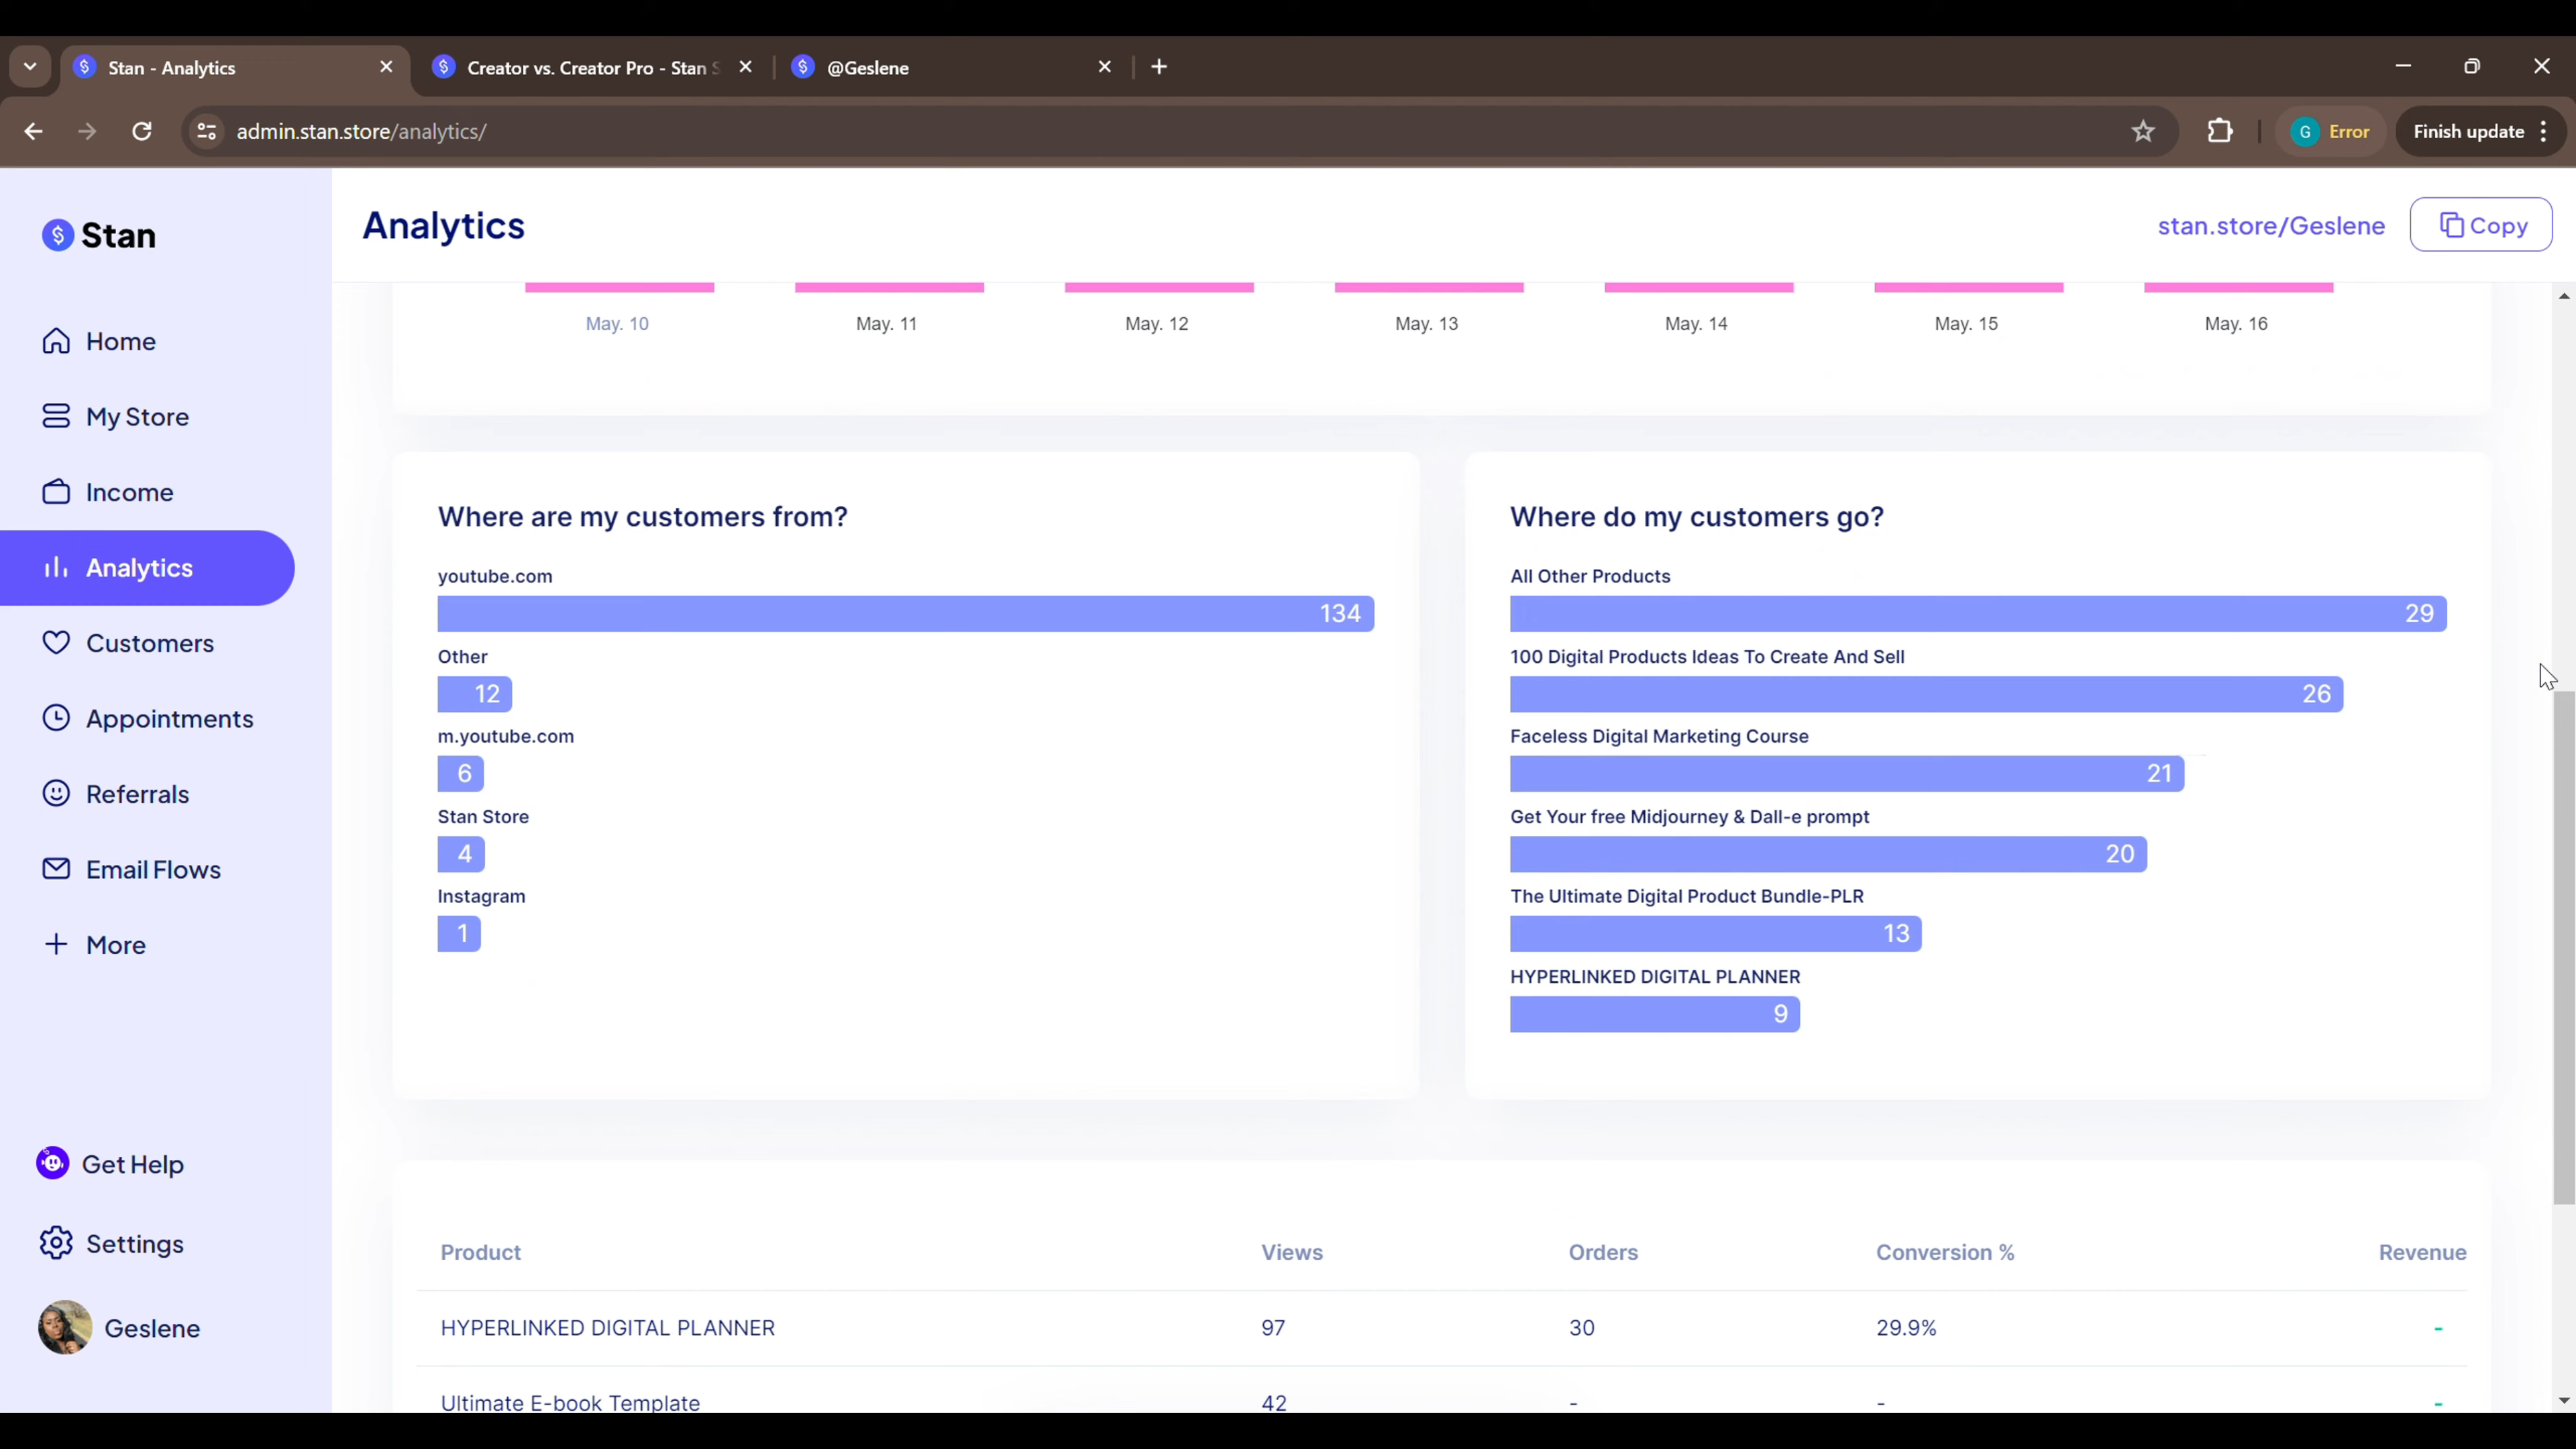 Stan - Analytics
Creator vs. Creator Pro - Stan S
@Geslene
admin.stan.store/analytics/
G Error
Finish update
Stan
Analytics
stan.store/Geslene
Copy
Home
My Store
Income
Analytics
Customers
Appointments
Referrals
Email Flows
More
Get Help
Settings
Geslene
May. 10 May. 11 May. 12 May. 13 May. 14 May. 15 May. 16
Where are my customers from?
youtube.com
134
Other
12
m.youtube.com
6
Stan Store
4
Instagram
1
Where do my customers go?
All Other Products
29
100 Digital Products Ideas To Create And Sell
26
Faceless Digital Marketing Course
21
Get Your free Midjourney & Dall-e prompt
20
The Ultimate Digital Product Bundle-PLR
13
HYPERLINKED DIGITAL PLANNER
9
Product Views Orders Conversion % Revenue
HYPERLINKED DIGITAL PLANNER 97 30 29.9% -
Ultimate E-book Template 42 - - -